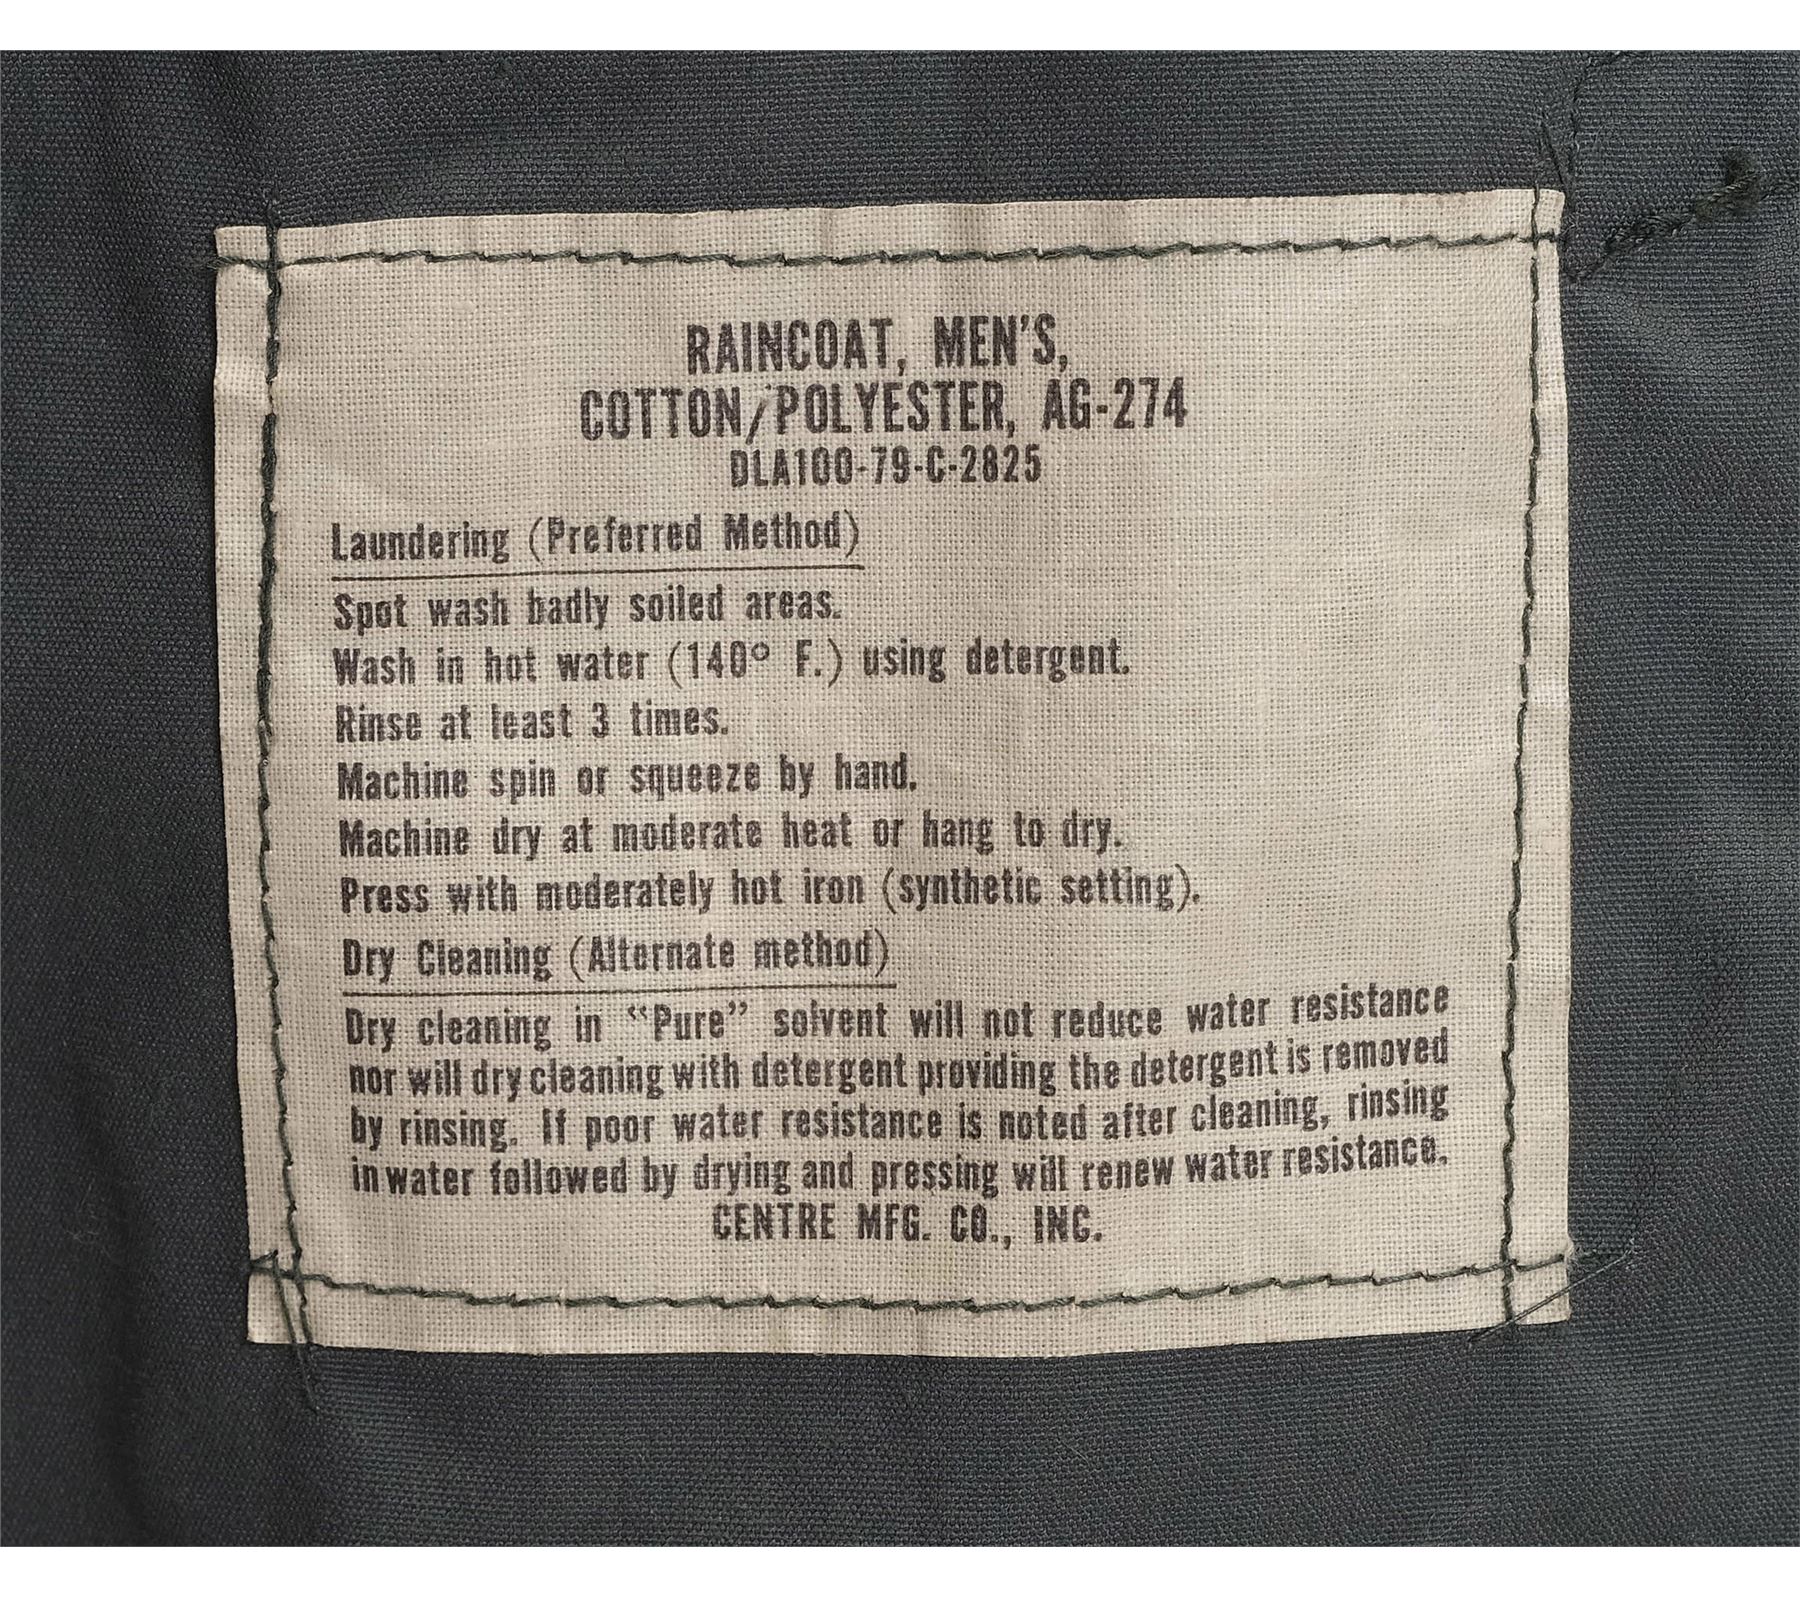 RAINCOAT, MEN'S,
COTTON/POLYESTER, AG-274
DLA100-79-C-2825
Laundering (Preferred Method)
Spot wash badly soiled areas.
Wash in hot water (140° F.) using detergent.
Rinse at least 3 times.
Machine spin or squeeze by hand.
Machine dry at moderate heat or hang to dry.
Press with moderately hot iron (synthetic setting).
Dry Cleaning (Alternate method)
Dry cleaning in “Pure” solvent will not reduce water resistance
nor will dry cleaning with detergent providing the detergent is removed
by rinsing. If poor water resistance is noted after cleaning, rinsing
in water followed by drying and pressing will renew water resistance.
CENTRE MFG. CO., INC.